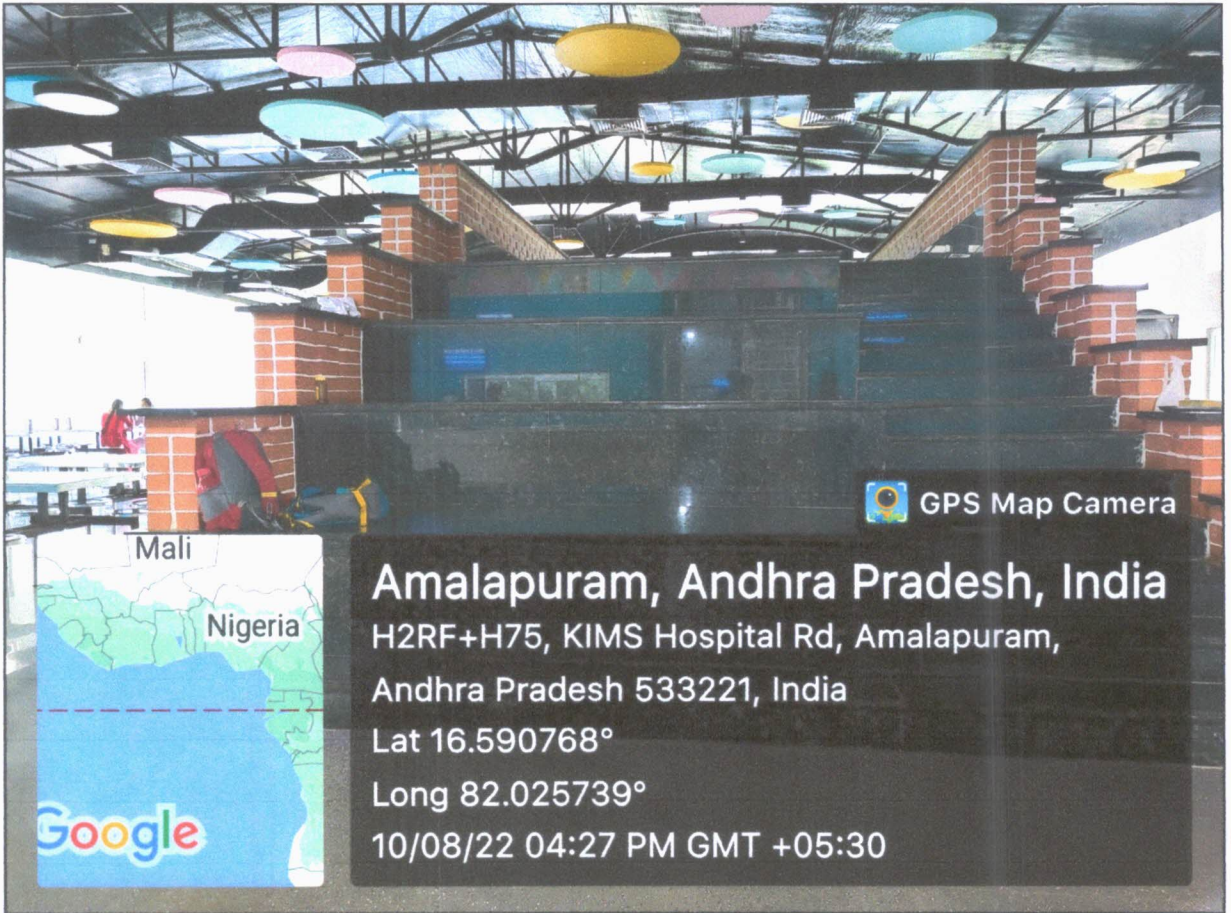 GPS Map Camera
Mali
Nigeria
Google
Amalapuram, Andhra Pradesh, India
H2RF+H75, KIMS Hospital Rd, Amalapuram,
Andhra Pradesh 533221, India
Lat 16.590768°
Long 82.025739°
10/08/22 04:27 PM GMT +05:30